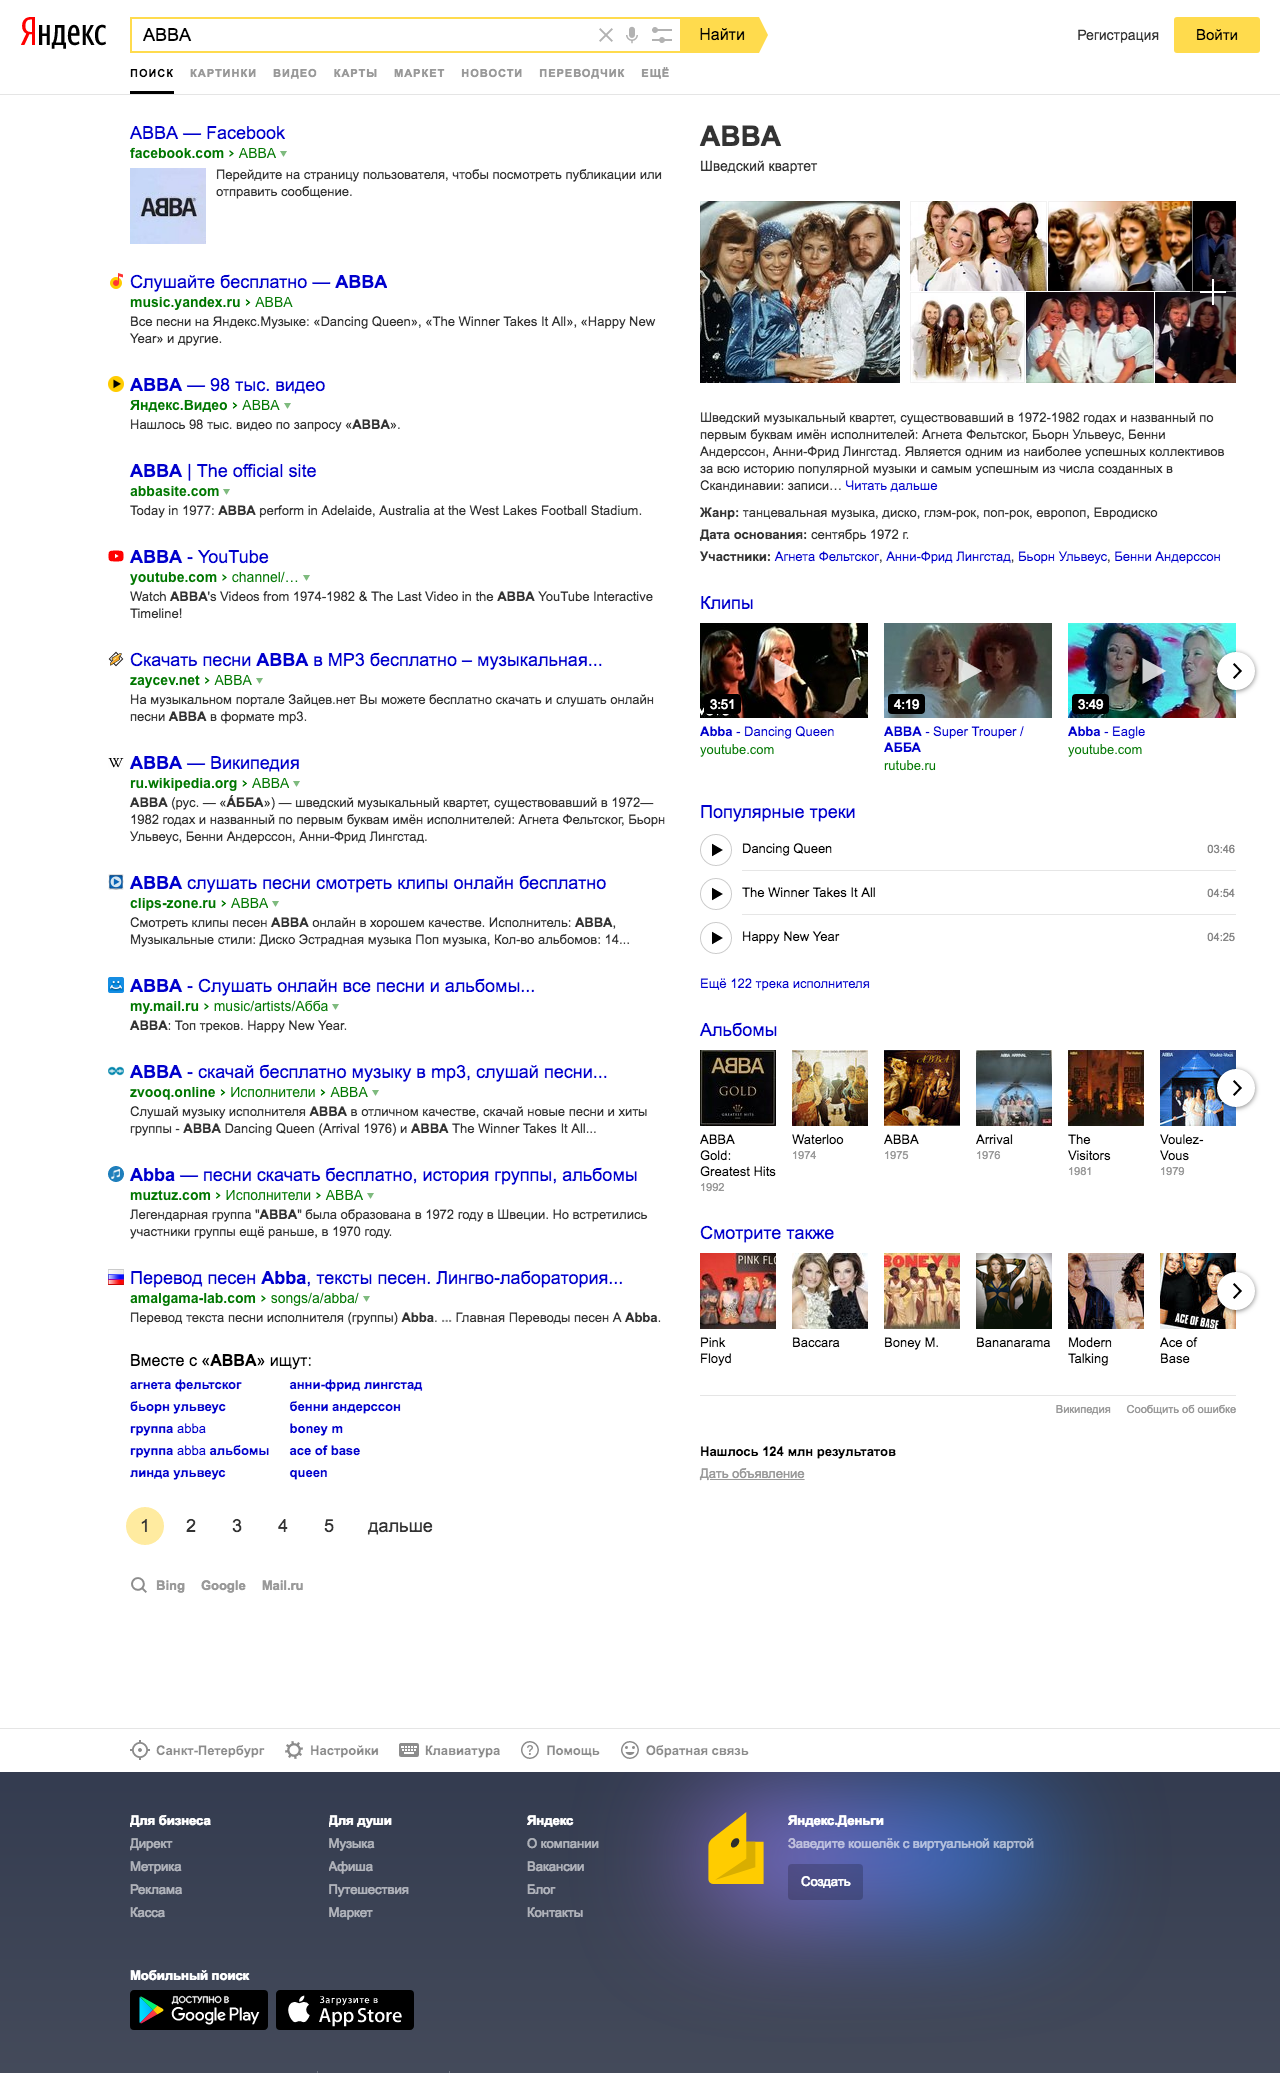 Яндекс
ABBA
Найти
Регистрация
Войти
ПОИСК КАРТИНКИ ВИДЕО КАРТЫ МАРКЕТ НОВОСТИ ПЕРЕВОДЧИК ЕЩЁ
ABBA — Facebook
facebook.com › ABBA
ABBA
Перейдите на страницу пользователя, чтобы посмотреть публикации или
отправить сообщение.
Слушайте бесплатно — ABBA
music.yandex.ru › ABBA
Все песни на Яндекс.Музыке: «Dancing Queen», «The Winner Takes It All», «Happy New
Year» и другие.
ABBA — 98 тыс. видео
Яндекс.Видео › ABBA
Нашлось 98 тыс. видео по запросу «ABBA».
ABBA | The official site
abbasite.com
Today in 1977: ABBA perform in Adelaide, Australia at the West Lakes Football Stadium.
ABBA - YouTube
youtube.com › channel/…
Watch ABBA's Videos from 1974-1982 & The Last Video in the ABBA YouTube Interactive
Timeline!
Скачать песни ABBA в MP3 бесплатно – музыкальная...
zaycev.net › ABBA
На музыкальном портале Зайцев.нет Вы можете бесплатно скачать и слушать онлайн
песни ABBA в формате mp3.
W ABBA — Википедия
ru.wikipedia.org › ABBA
ABBA (рус. — «А́ББА») — шведский музыкальный квартет, существовавший в 1972—
1982 годах и названный по первым буквам имён исполнителей: Агнета Фельтског, Бьорн
Ульвеус, Бенни Андерссон, Анни-Фрид Лингстад.
ABBA слушать песни смотреть клипы онлайн бесплатно
clips-zone.ru › ABBA
Смотреть клипы песен ABBA онлайн в хорошем качестве. Исполнитель: ABBA,
Музыкальные стили: Диско Эстрадная музыка Поп музыка, Кол-во альбомов: 14...
ABBA - Слушать онлайн все песни и альбомы...
my.mail.ru › music/artists/Абба
ABBA: Топ треков. Happy New Year.
ABBA - скачай бесплатно музыку в mp3, слушай песни...
zvooq.online › Исполнители › ABBA
Слушай музыку исполнителя ABBA в отличном качестве, скачай новые песни и хиты
группы - ABBA Dancing Queen (Arrival 1976) и ABBA The Winner Takes It All...
Abba — песни скачать бесплатно, история группы, альбомы
muztuz.com › Исполнители › ABBA
Легендарная группа "ABBA" была образована в 1972 году в Швеции. Но встретились
участники группы ещё раньше, в 1970 году.
Перевод песен Abba, тексты песен. Лингво-лаборатория...
amalgama-lab.com › songs/a/abba/
Перевод текста песни исполнителя (группы) Abba. ... Главная Переводы песен A Abba.
Вместе с «ABBA» ищут:
агнета фельтског
анни-фрид лингстад
бьорн ульвеус
бенни андерссон
группа abba
boney m
группа abba альбомы
ace of base
линда ульвеус
queen
1 2 3 4 5 дальше
Bing Google Mail.ru
ABBA
Шведский квартет
Шведский музыкальный квартет, существовавший в 1972-1982 годах и названный по
первым буквам имён исполнителей: Агнета Фельтског, Бьорн Ульвеус, Бенни
Андерссон, Анни-Фрид Лингстад. Является одним из наиболее успешных коллективов
за всю историю популярной музыки и самым успешным из числа созданных в
Скандинавии: записи… Читать дальше
Жанр: танцевальная музыка, диско, глэм-рок, поп-рок, европоп, Евродиско
Дата основания: сентябрь 1972 г.
Участники: Агнета Фельтског, Анни-Фрид Лингстад, Бьорн Ульвеус, Бенни Андерссон
Клипы
3:51
4:19
3:49
Abba - Dancing Queen
youtube.com
ABBA - Super Trouper /
АББА
rutube.ru
Abba - Eagle
youtube.com
Популярные треки
Dancing Queen 03:46
The Winner Takes It All 04:54
Happy New Year 04:25
Ещё 122 трека исполнителя
Альбомы
ABBA
GOLD
ABBA
Gold:
Greatest Hits
1992
Waterloo
1974
ABBA
ABBA
1975
Arrival
1976
The
Visitors
1981
Voulez-
Vous
1979
Смотрите также
PINK FLO
Pink
Floyd
Baccara
BONEY M
Boney M.
Bananarama
Modern
Talking
ACE OF BASE
Ace of
Base
Википедия Сообщить об ошибке
Нашлось 124 млн результатов
Дать объявление
Санкт-Петербург Настройки Клавиатура Помощь Обратная связь
Для бизнеса
Директ
Метрика
Реклама
Касса
Для души
Музыка
Афиша
Путешествия
Маркет
Яндекс
О компании
Вакансии
Блог
Контакты
Яндекс.Деньги
Заведите кошелёк с виртуальной картой
Создать
Мобильный поиск
ДОСТУПНО В
Google Play
Загрузите в
App Store